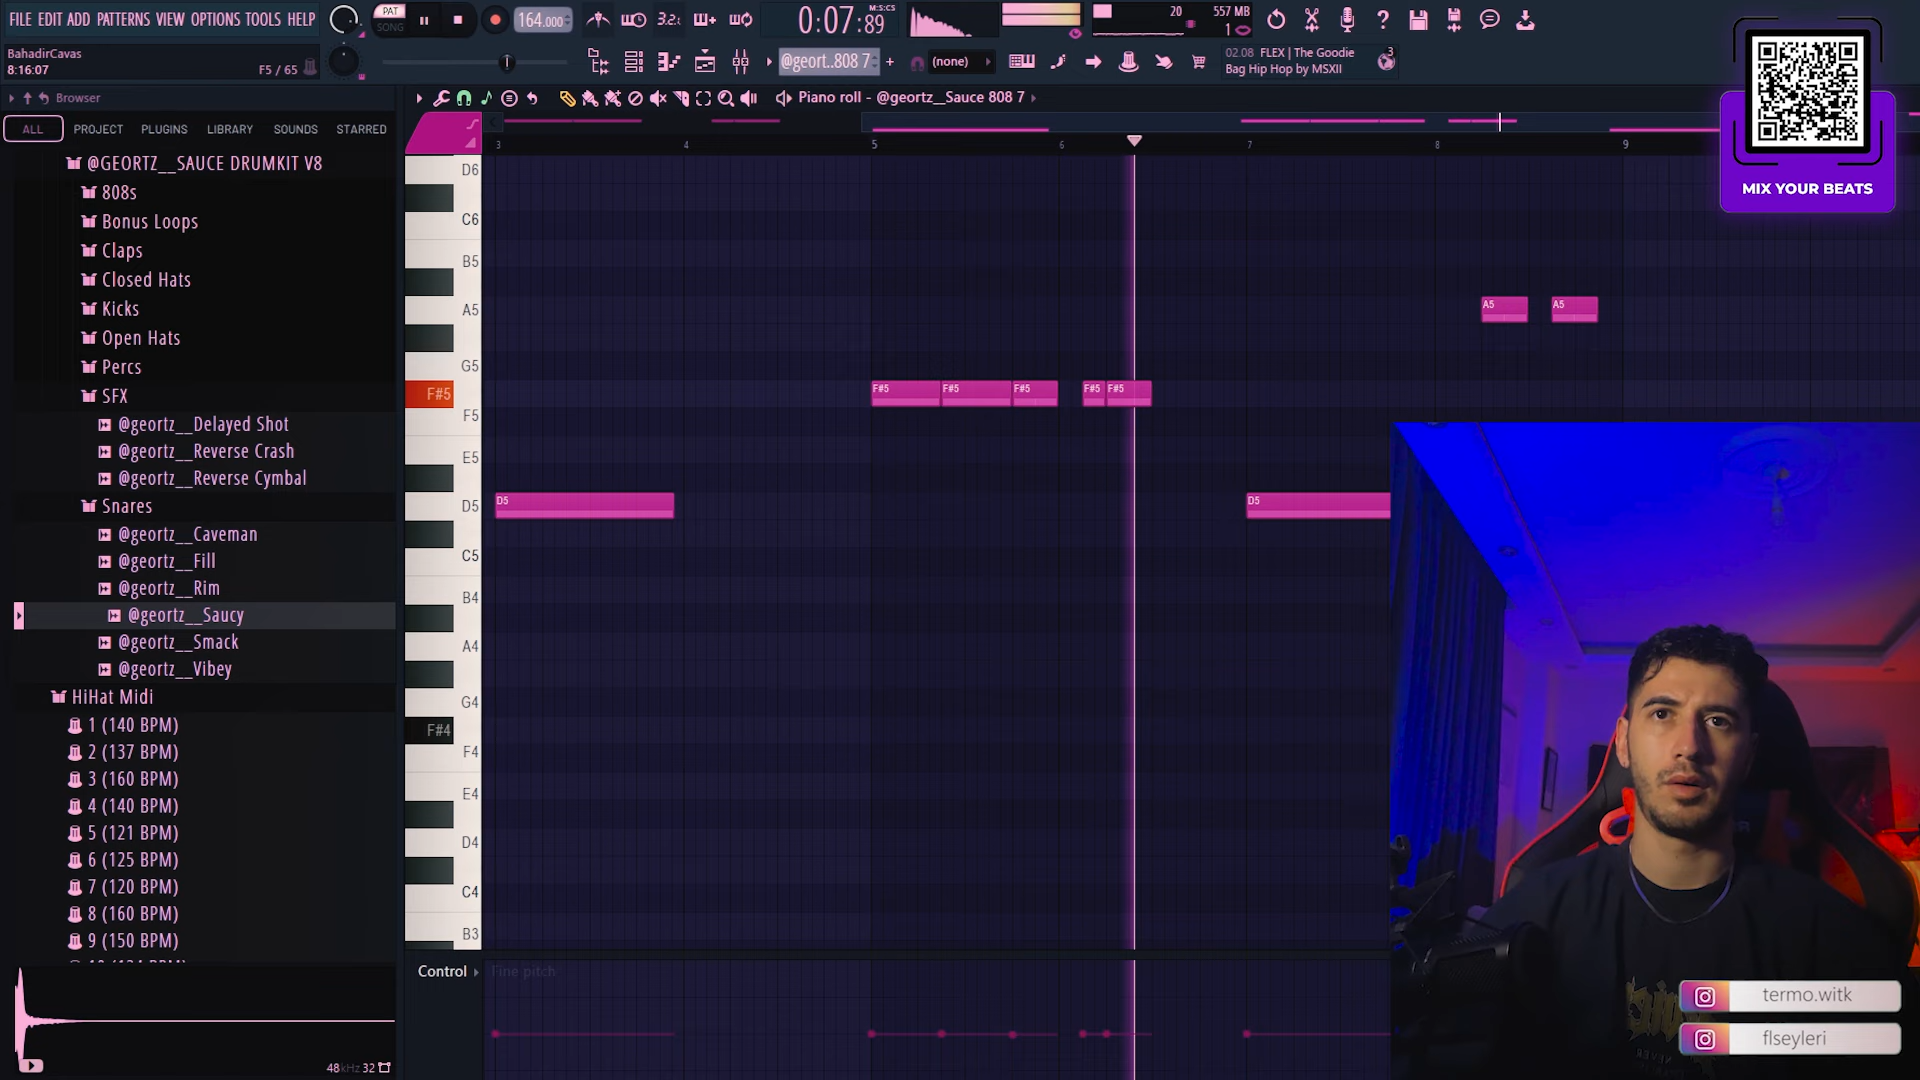 FILE EDIT ADD PATTERNS VIEW OPTIONS TOOLS HELP
PAT
SONG
164.000
3.2.
0:07:89
M:S:CS
20
557 MB
1
BahadirCavas
8:16:07
F5 / 65
@geort..808 7
(none)
02.08 FLEX | The Goodie
Bag Hip Hop by MSXII
3
Browser
Piano roll - @geortz__Sauce 808 7
ALL
PROJECT
PLUGINS
LIBRARY
SOUNDS
STARRED
@GEORTZ__SAUCE DRUMKIT V8
808s
Bonus Loops
Claps
Closed Hats
Kicks
Open Hats
Percs
SFX
@geortz__Delayed Shot
@geortz__Reverse Crash
@geortz__Reverse Cymbal
Snares
@geortz__Caveman
@geortz__Fill
@geortz__Rim
@geortz__Saucy
@geortz__Smack
@geortz__Vibey
HiHat Midi
1 (140 BPM)
2 (137 BPM)
3 (160 BPM)
4 (140 BPM)
5 (121 BPM)
6 (125 BPM)
7 (120 BPM)
8 (160 BPM)
9 (150 BPM)
48kHz 32
3
4
5
6
7
8
9
D6
C6
B5
A5
G5
F#5
F5
E5
D5
C5
B4
A4
G4
F#4
F4
E4
D4
C4
B3
A5
A5
F#5
F#5
F#5
F#5
F#5
D5
D5
Control
Fine pitch
MIX YOUR BEATS
termo.witk
flseyleri